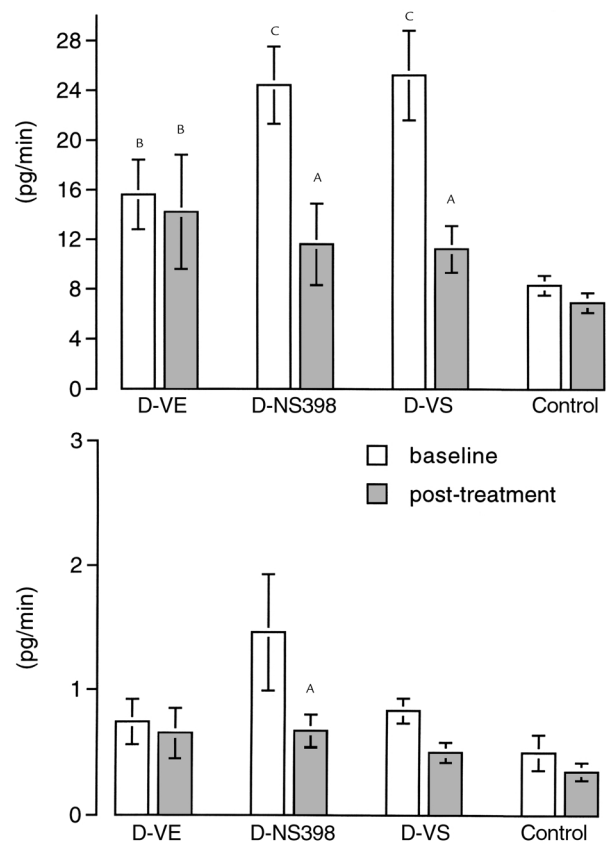 C
C
28
24
B
B
20
(pg/min)
A
16
A
12
8
4
0
D-VE D-NS398 D-VS Control
3
baseline
post-treatment
2
(pg/min)
A
1
0
D-VE D-NS398 D-VS Control